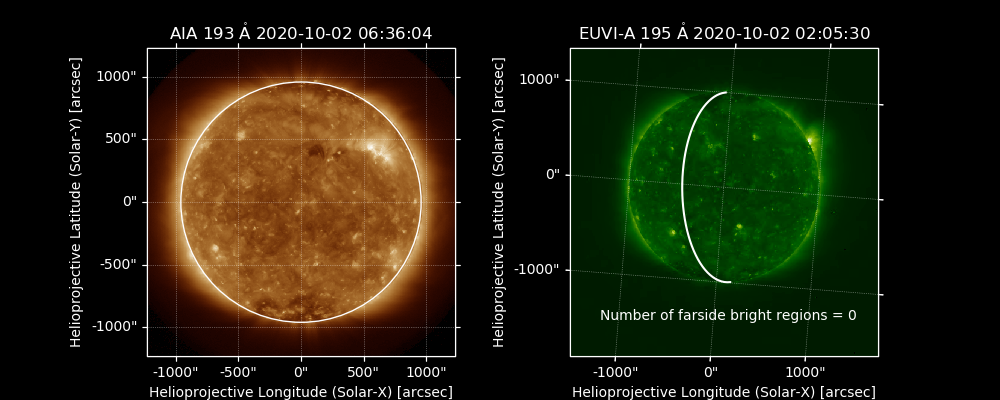 AIA 193 Å 2020-10-02 06:36:04
Helioprojective Latitude (Solar-Y) [arcsec]
1000"
500"
0"
-500"
-1000"
-1000" -500" 0" 500" 1000"
Helioprojective Longitude (Solar-X) [arcsec]
EUVI-A 195 Å 2020-10-02 02:05:30
Helioprojective Latitude (Solar-Y) [arcsec]
1000"
0"
-1000"
Number of farside bright regions = 0
-1000" 0" 1000"
Helioprojective Longitude (Solar-X) [arcsec]